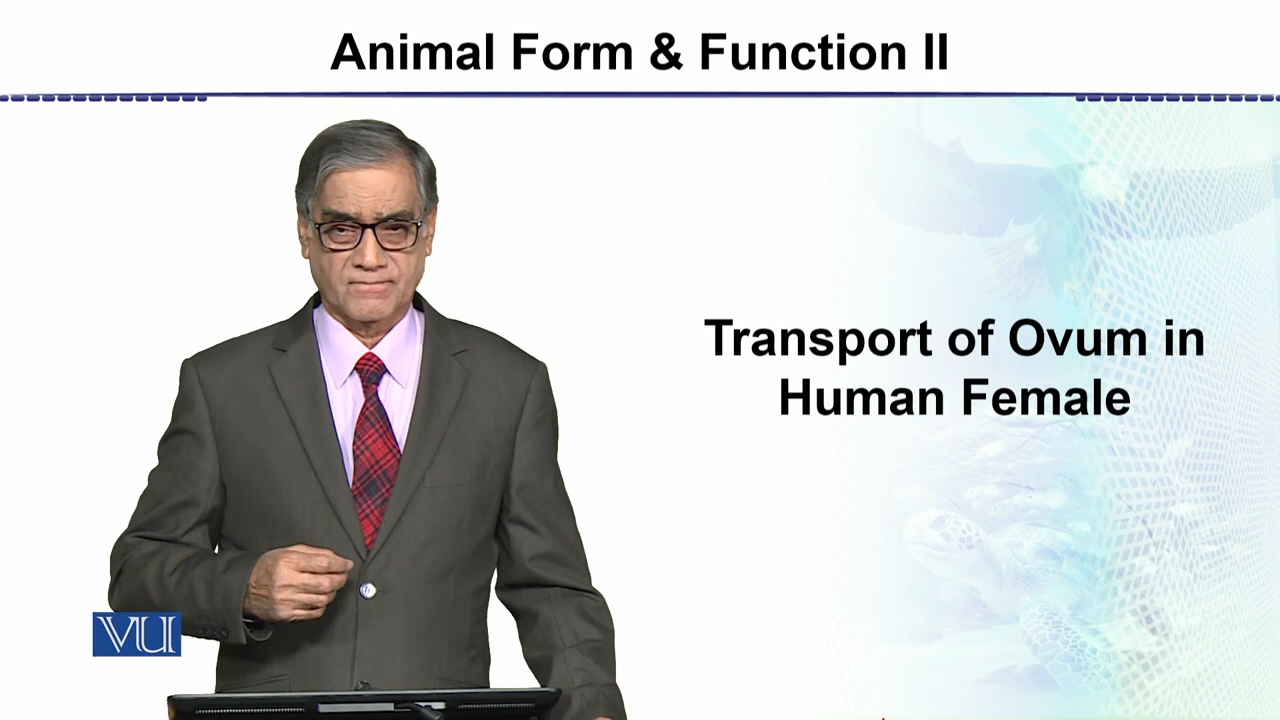 Animal Form & Function II
Transport of Ovum in
Human Female
VU